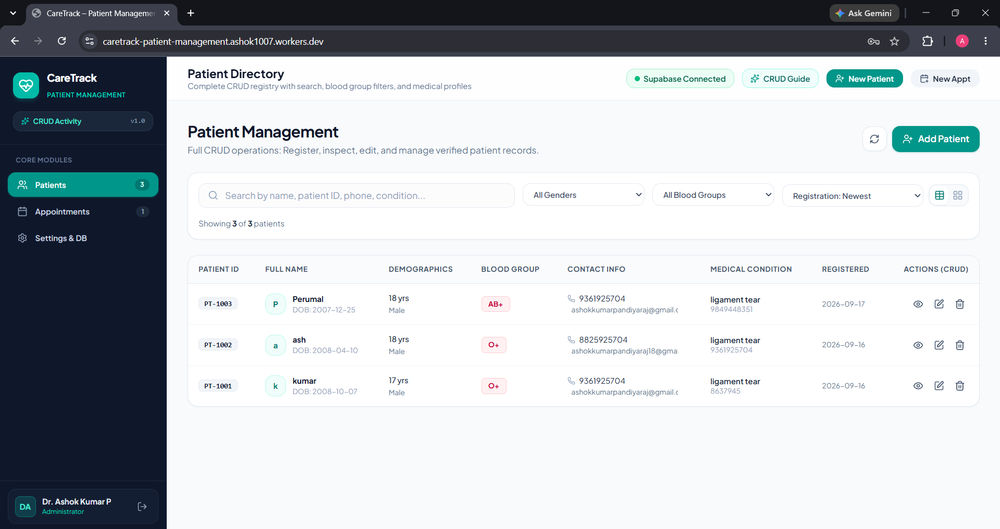 CareTrack – Patient Managemer
Ask Gemini
caretrack-patient-management.ashok1007.workers.dev
A
CareTrack
PATIENT MANAGEMENT
CRUD Activity v1.0
CORE MODULES
Patients 3
Appointments 1
Settings & DB
DA
Dr. Ashok Kumar P
Administrator
Patient Directory
Complete CRUD registry with search, blood group filters, and medical profiles
Supabase Connected
CRUD Guide
New Patient
New Appt
Patient Management
Full CRUD operations: Register, inspect, edit, and manage verified patient records.
Add Patient
Search by name, patient ID, phone, condition...
All Genders
All Blood Groups
Registration: Newest
Showing 3 of 3 patients
PATIENT ID FULL NAME DEMOGRAPHICS BLOOD GROUP CONTACT INFO MEDICAL CONDITION REGISTERED ACTIONS (CRUD)
PT-1003 P Perumal 18 yrs AB+ 9361925704 ligament tear 2026-09-17
DOB: 2007-12-25 Male ashokkumarpandiyaraj@gmail.c 9849448351
PT-1002 a ash 18 yrs O+ 8825925704 ligament tear 2026-09-16
DOB: 2008-04-10 Male ashokkumarpandiyaraj18@gma 9361925704
PT-1001 k kumar 17 yrs O+ 9361925704 ligament tear 2026-09-16
DOB: 2008-10-07 Male ashokkumarpandiyaraj@gmail.c 8637945